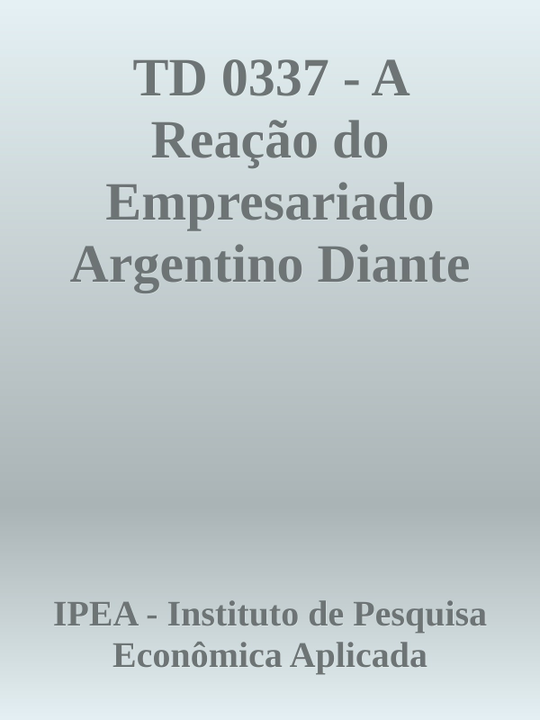 TD 0337 - A
Reação do
Empresariado
Argentino Diante
IPEA - Instituto de Pesquisa
Econômica Aplicada